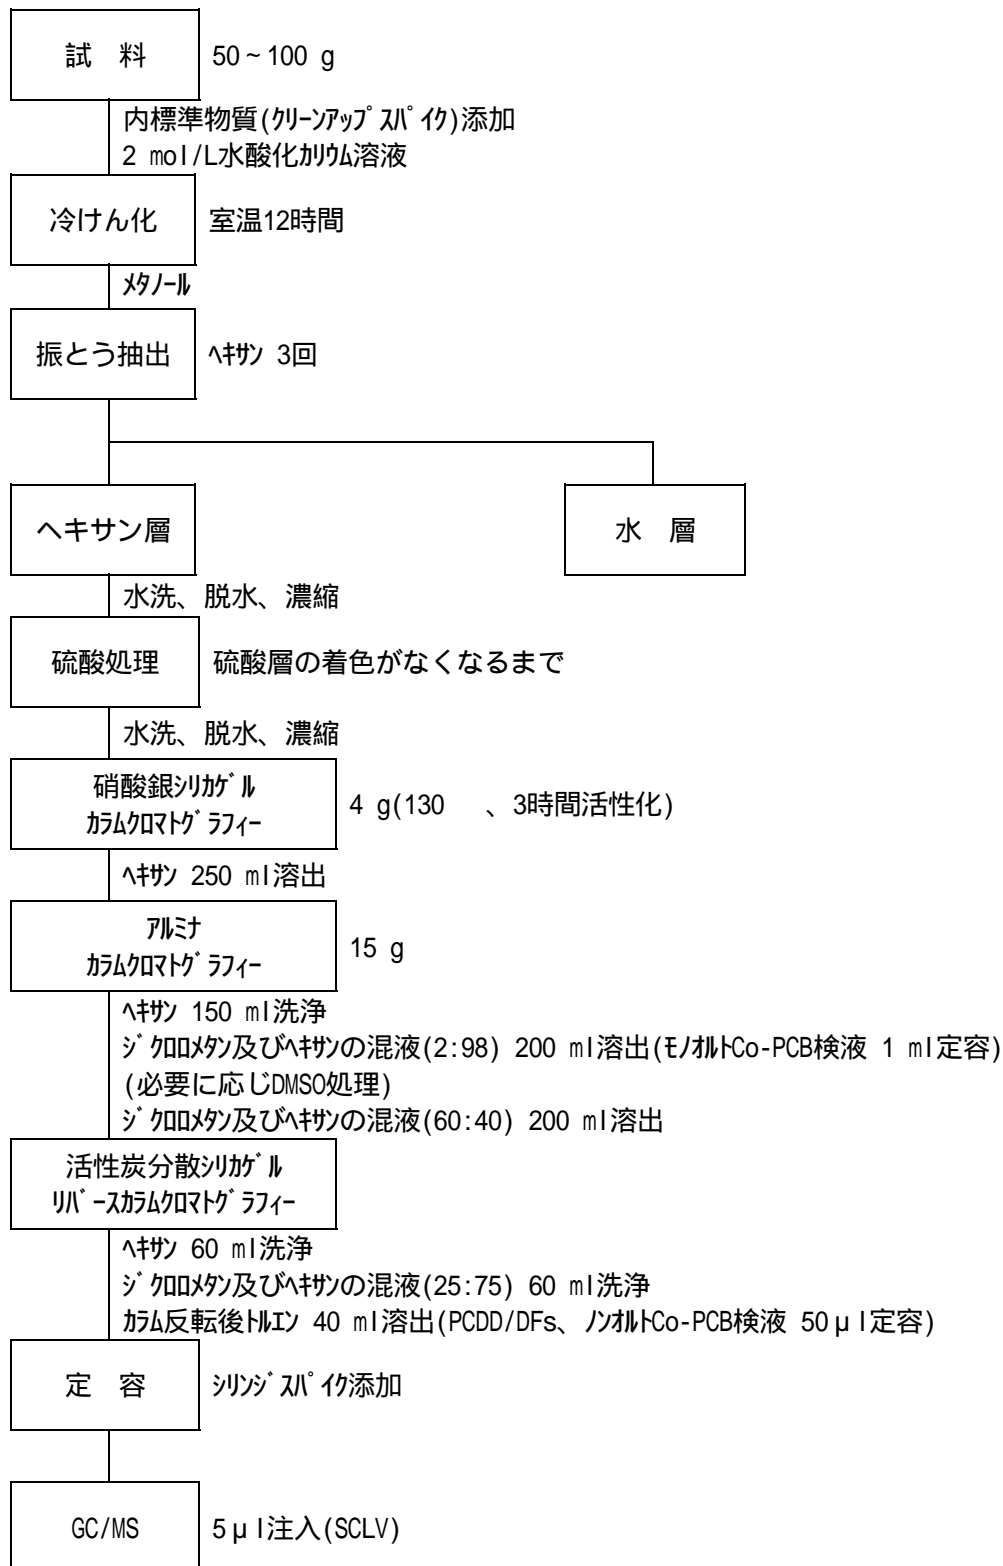 試　料
50～100 g
内標準物質(ｸﾘｰﾝｱｯﾌﾟｽﾊﾟｲｸ)添加
2 mol/L水酸化ｶﾘｳﾑ溶液
冷けん化
室温12時間
ﾒﾀﾉｰﾙ
振とう抽出
ﾍｷｻﾝ 3回
ヘキサン層
水　層
水洗、脱水、濃縮
硫酸処理
硫酸層の着色がなくなるまで
水洗、脱水、濃縮
硝酸銀ｼﾘｶｹﾞﾙ
ｶﾗﾑｸﾛﾏﾄｸﾞﾗﾌｨｰ
4 g(130　、3時間活性化)
ﾍｷｻﾝ 250 ml溶出
ｱﾙﾐﾅ
ｶﾗﾑｸﾛﾏﾄｸﾞﾗﾌｨｰ
15 g
ﾍｷｻﾝ 150 ml洗浄
ｼﾞｸﾛﾛﾒﾀﾝ及びﾍｷｻﾝの混液(2:98) 200 ml溶出(ﾓﾉｵﾙﾄCo-PCB検液 1 ml定容)
(必要に応じDMSO処理)
ｼﾞｸﾛﾛﾒﾀﾝ及びﾍｷｻﾝの混液(60:40) 200 ml溶出
活性炭分散ｼﾘｶｹﾞﾙ
ﾘﾊﾞｰｽｶﾗﾑｸﾛﾏﾄｸﾞﾗﾌｨｰ
ﾍｷｻﾝ 60 ml洗浄
ｼﾞｸﾛﾛﾒﾀﾝ及びﾍｷｻﾝの混液(25:75) 60 ml洗浄
ｶﾗﾑ反転後ﾄﾙｴﾝ 40 ml溶出(PCDD/DFs、ﾉﾝｵﾙﾄCo-PCB検液 50μl定容)
定　容
ｼﾘﾝｼﾞｽﾊﾟｲｸ添加
GC/MS
5μl注入(SCLV)